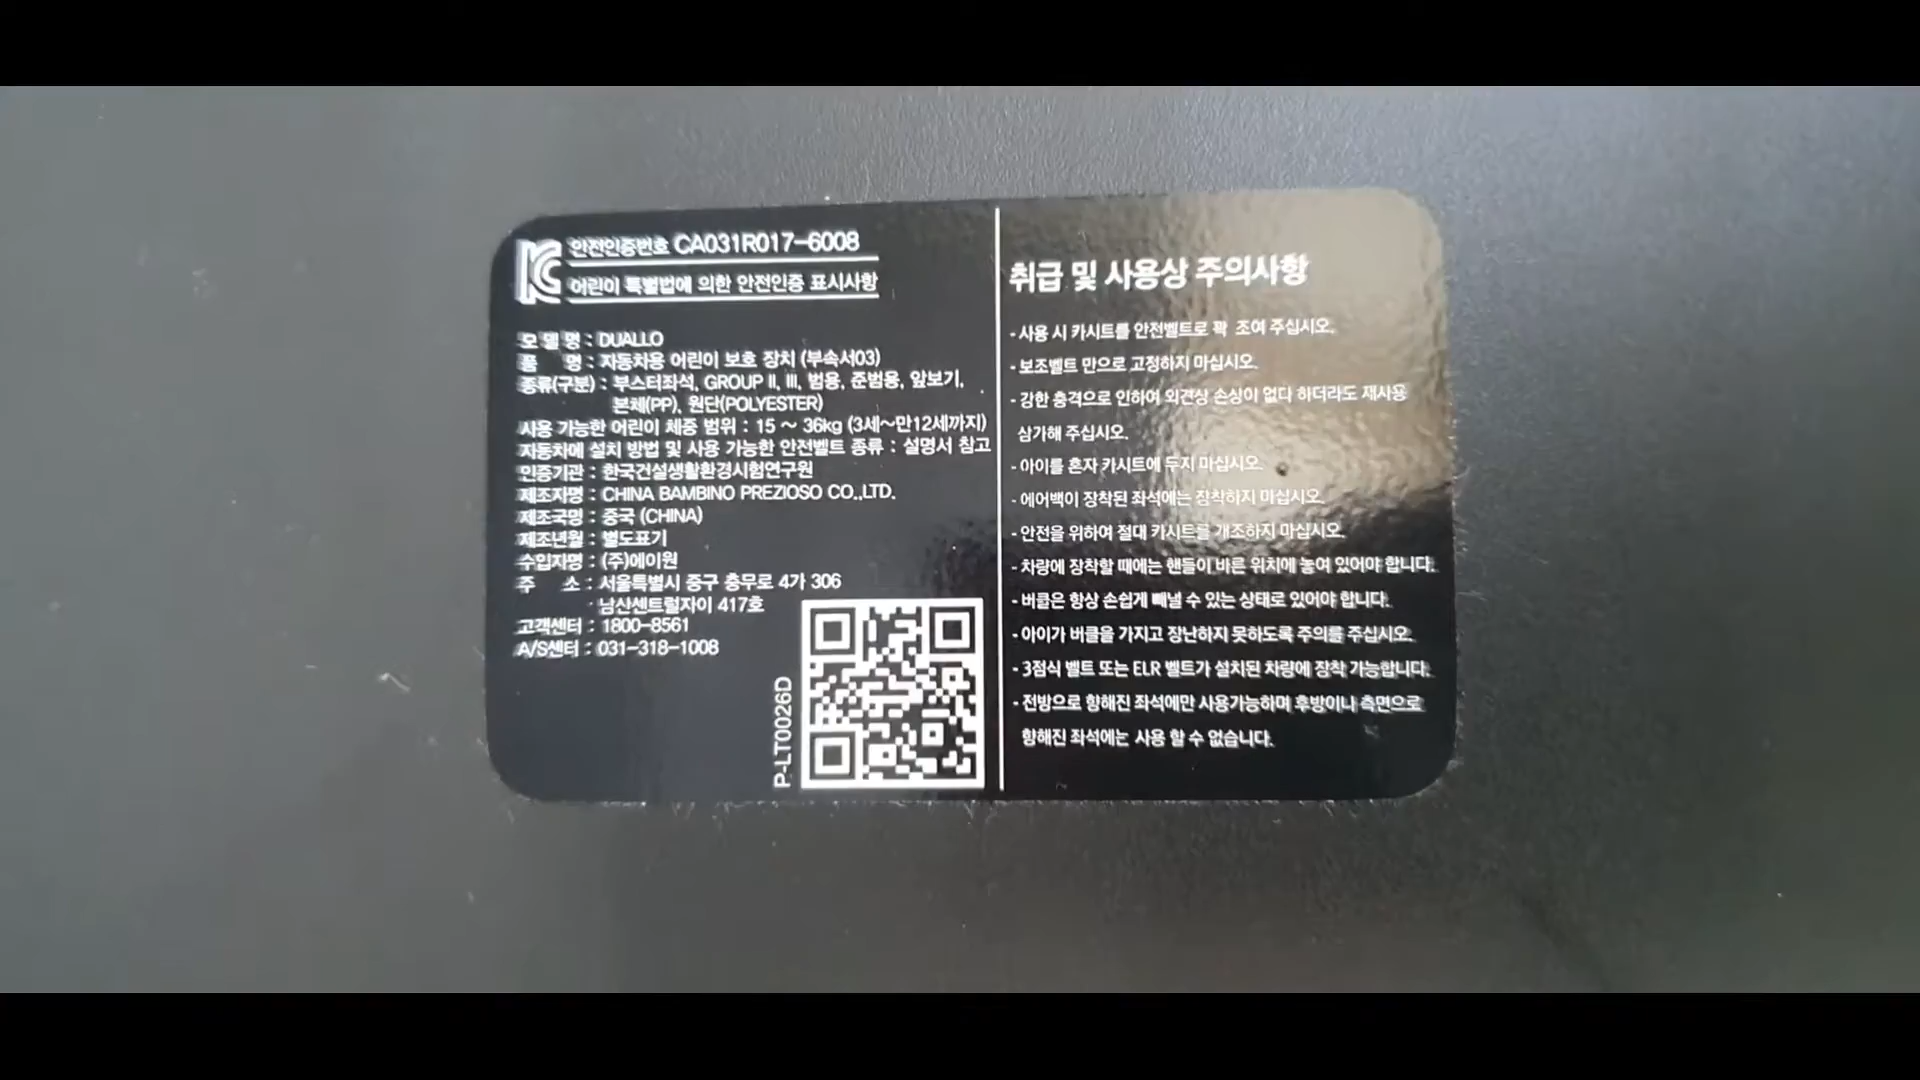 안전인증번호 CA031R017-6008
어린이 특별법에 의한 안전인증 표시사항
모 델 명 : DUALLO
품 명 : 자동차용 어린이 보호 장치 (부속서03)
종류(구분) : 부스터좌석, GROUP II, III, 범용, 준범용, 앞보기,
본체(PP), 원단(POLYESTER)
사용 가능한 어린이 체중 범위 : 15 ~ 36kg (3세~만12세까지)
자동차에 설치 방법 및 사용 가능한 안전벨트 종류 : 설명서 참고
인증기관 : 한국건설생활환경시험연구원
제조자명 : CHINA BAMBINO PREZIOSO CO.,LTD.
제조국명 : 중국 (CHINA)
제조년월 : 별도표기
수입자명 : (주)에이원
주 소 : 서울특별시 중구 충무로 4가 306
남산센트럴자이 417호
고객센터 : 1800-8561
A/S센터 : 031-318-1008
P-LT0026D
취급 및 사용상 주의사항
- 사용 시 카시트를 안전벨트로 꽉 조여 주십시오.
- 보조벨트 만으로 고정하지 마십시오.
- 강한 충격으로 인하여 외견상 손상이 없다 하더라도 재사용
삼가해 주십시오.
- 아이를 혼자 카시트에 두지 마십시오.
- 에어백이 장착된 좌석에는 장착하지 마십시오.
- 안전을 위하여 절대 카시트를 개조하지 마십시오.
- 차량에 장착할 때에는 핸들이 바른 위치에 놓여 있어야 합니다.
- 버클은 항상 손쉽게 빼낼 수 있는 상태로 있어야 합니다.
- 아이가 버클을 가지고 장난하지 못하도록 주의를 주십시오.
- 3점식 벨트 또는 ELR 벨트가 설치된 차량에 장착 가능합니다.
- 전방으로 향해진 좌석에만 사용가능하며 후방이나 측면으로
향해진 좌석에는 사용 할 수 없습니다.